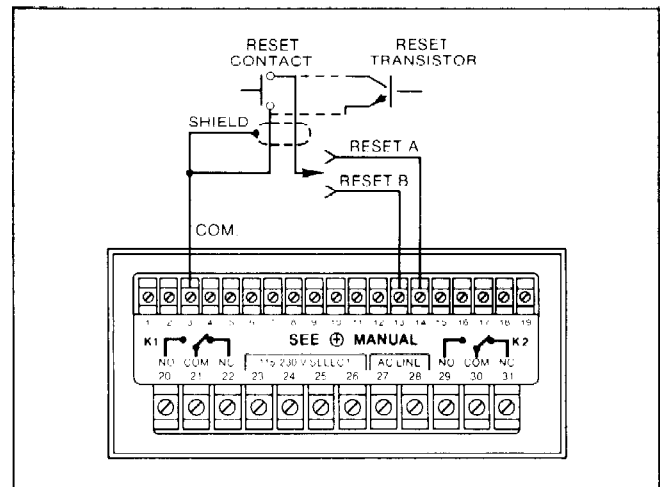 RESET CONTACT
RESET TRANSISTOR
SHIELD
RESET A
RESET B
COM.
1 2 3 4 5 6 7 8 9 10 11 12 13 14 15 16 17 18 19
K1 SEE MANUAL K2
NO COM NC 115/230 V SELECT AC LINE NO COM NC
20 21 22 23 24 25 26 27 28 29 30 31